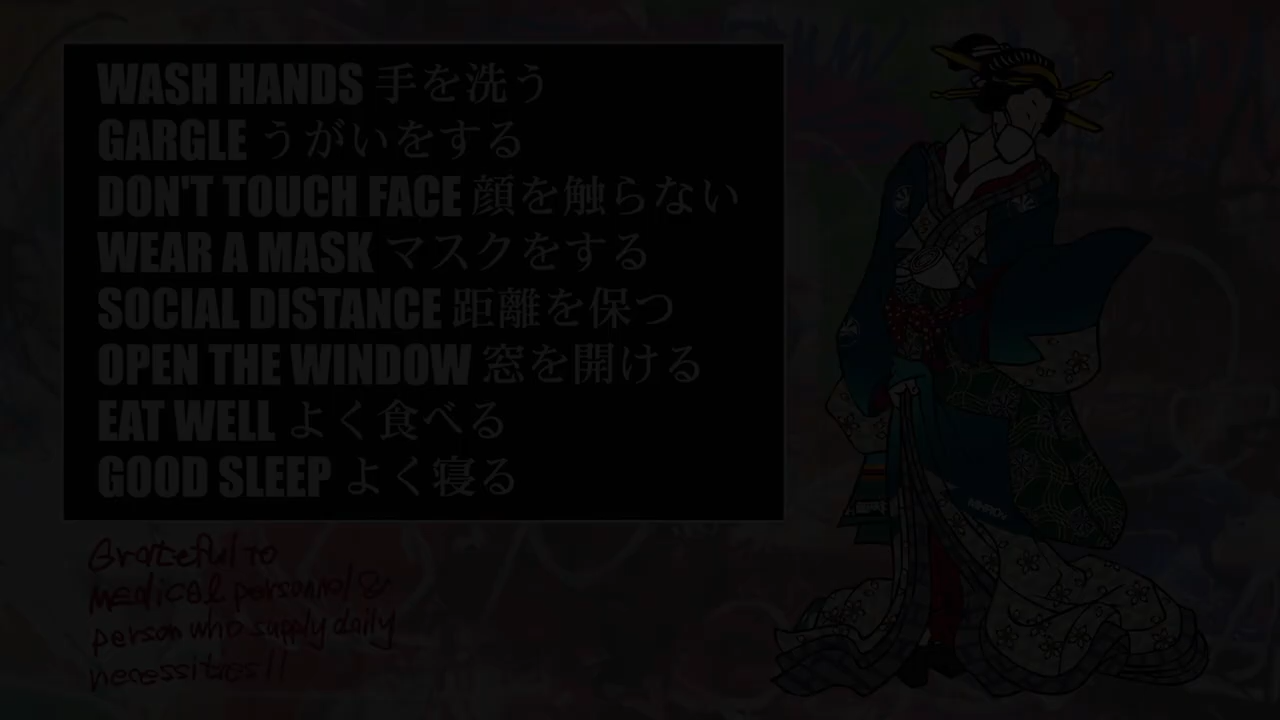 WASH HANDS 手を洗う
GARGLE うがいをする
DON'T TOUCH FACE 顔を触らない
WEAR A MASK マスクをする
SOCIAL DISTANCE 距離を保つ
OPEN THE WINDOW 窓を開ける
EAT WELL よく食べる
GOOD SLEEP よく寝る
Grateful to
medical personnel &
person who supply daily
necessities!!